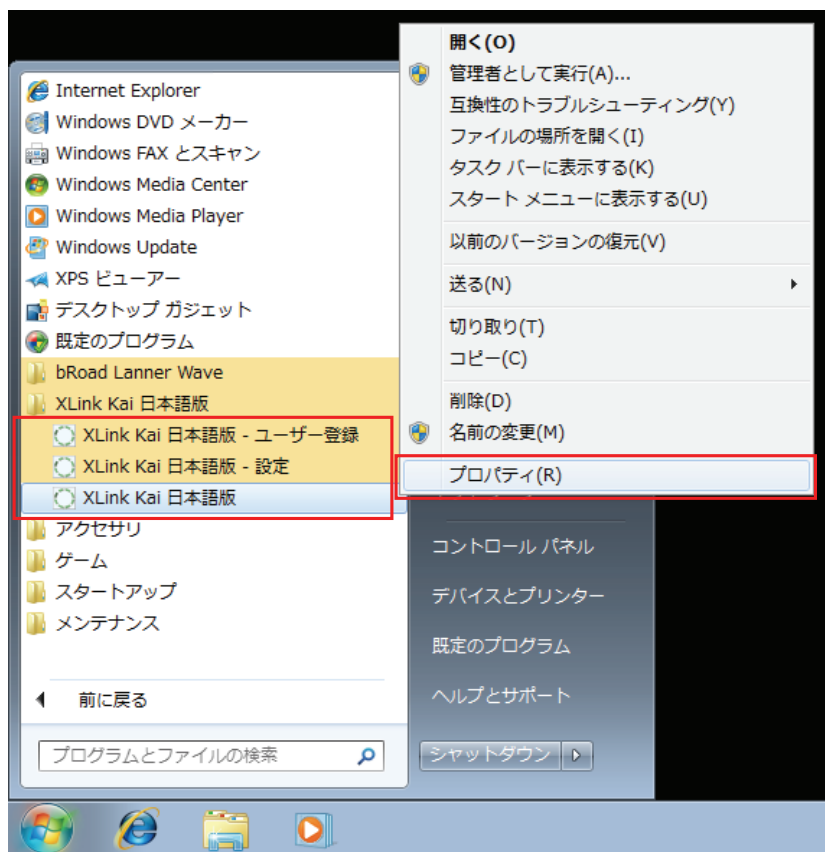 Internet Explorer
Windows DVD メーカー
Windows FAX とスキャン
Windows Media Center
Windows Media Player
Windows Update
XPS ビューアー
デスクトップ ガジェット
既定のプログラム
bRoad Lanner Wave
XLink Kai 日本語版
XLink Kai 日本語版 - ユーザー登録
XLink Kai 日本語版 - 設定
XLink Kai 日本語版
アクセサリ
ゲーム
スタートアップ
メンテナンス
前に戻る
プログラムとファイルの検索
開く(O)
管理者として実行(A)...
互換性のトラブルシューティング(Y)
ファイルの場所を開く(I)
タスク バーに表示する(K)
スタート メニューに表示する(U)
以前のバージョンの復元(V)
送る(N)
切り取り(T)
コピー(C)
削除(D)
名前の変更(M)
プロパティ(R)
コントロール パネル
デバイスとプリンター
既定のプログラム
ヘルプとサポート
シャットダウン